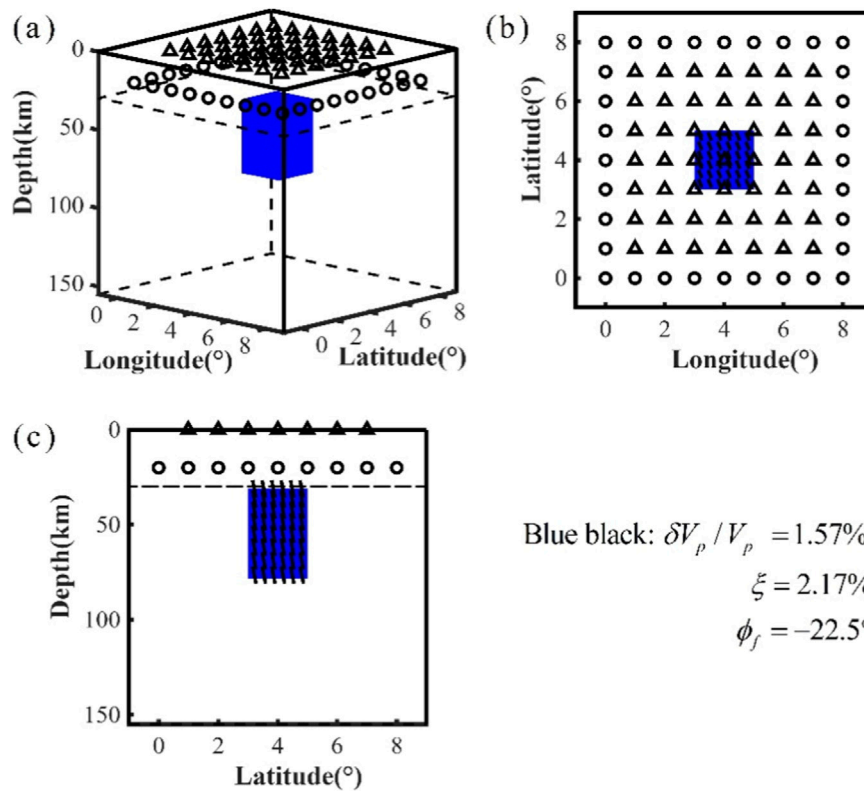 (a)
0
50
100
150
Depth(km)
0 2 4 6 8
Longitude(°)
0 2 4 6 8
Latitude(°)
(b)
8
6
4
2
0
Latitude(°)
0 2 4 6 8
Longitude(°)
(c)
0
50
100
150
Depth(km)
0 2 4 6 8
Latitude(°)
Blue black: δV_p / V_p = 1.57%
ξ = 2.17%
ϕ_f = −22.5°